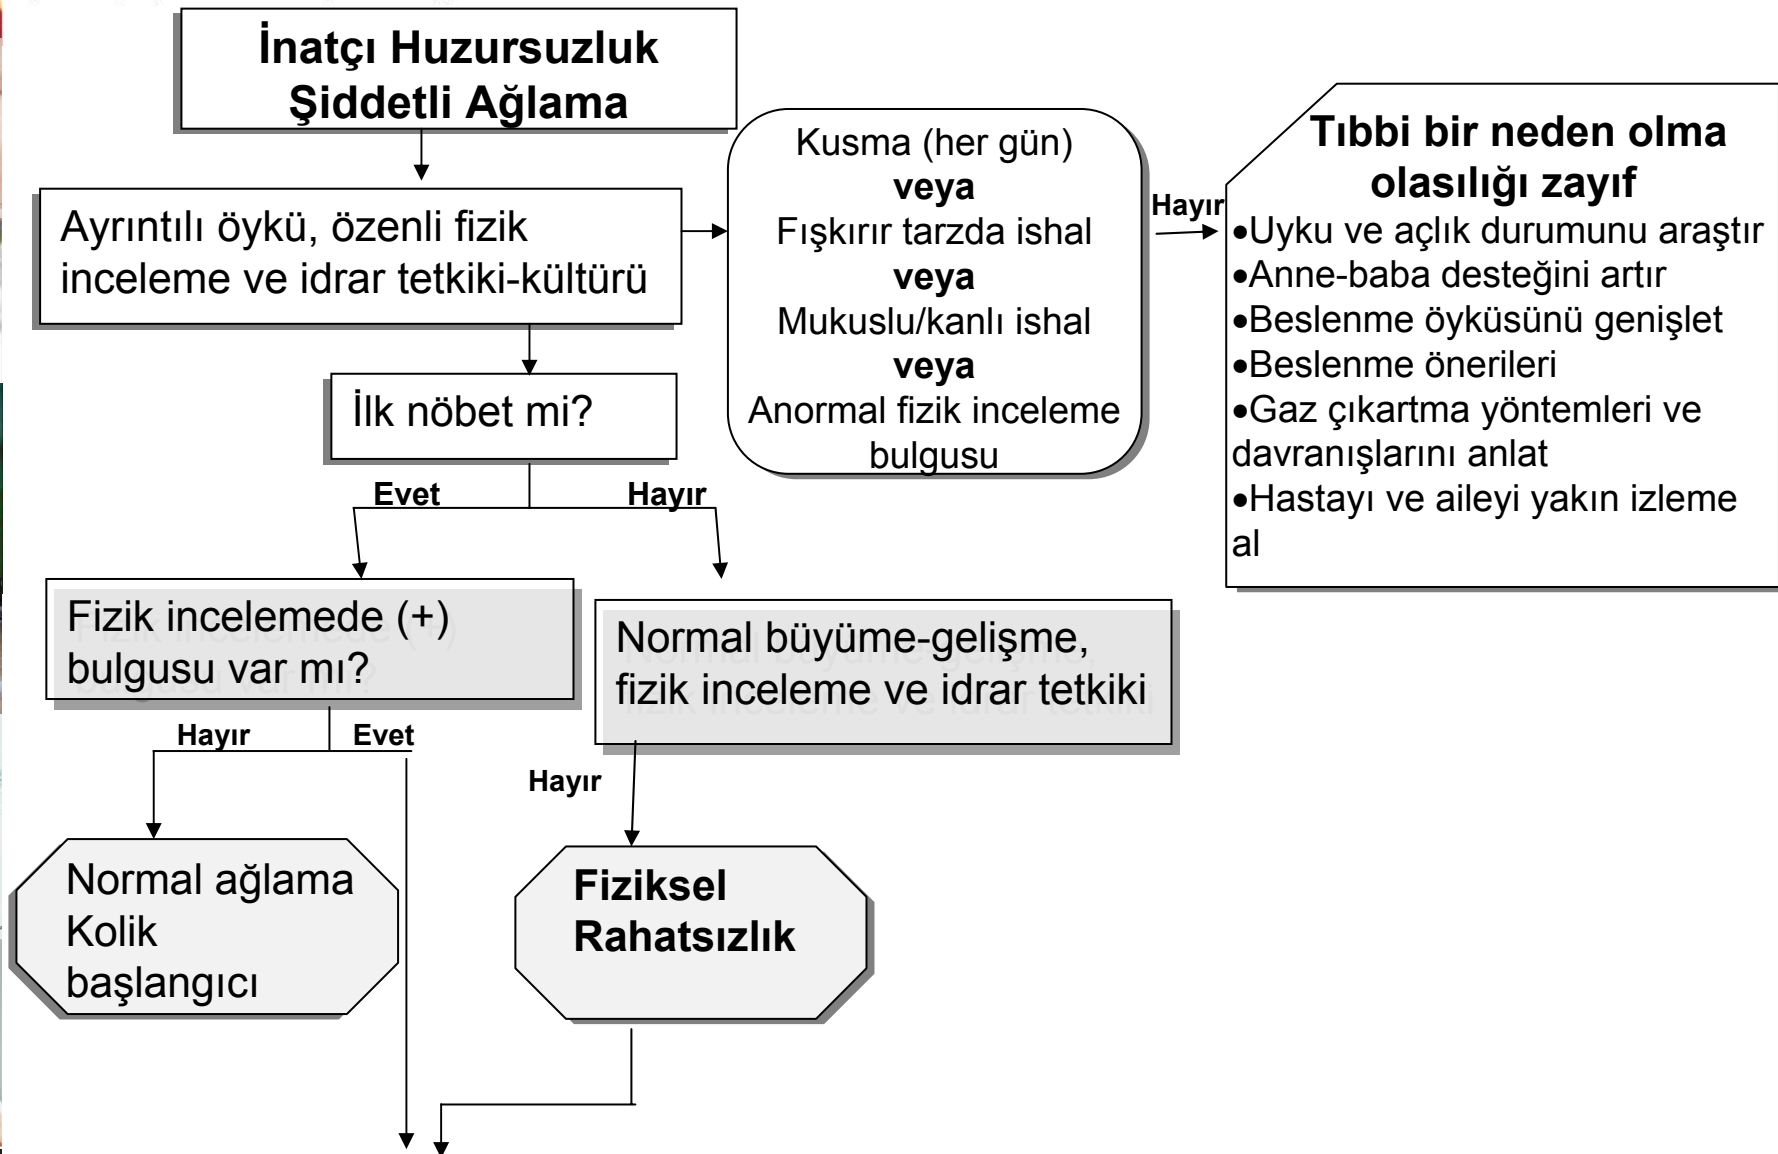 İnatçı Huzursuzluk
Şiddetli Ağlama
Ayrıntılı öykü, özenli fizik
inceleme ve idrar tetkiki-kültürü
Kusma (her gün)
veya
Fışkırır tarzda ishal
veya
Mukuslu/kanlı ishal
veya
Anormal fizik inceleme
bulgusu
Hayır
Tıbbi bir neden olma
olasılığı zayıf
•Uyku ve açlık durumunu araştır
•Anne-baba desteğini artır
•Beslenme öyküsünü genişlet
•Beslenme önerileri
•Gaz çıkartma yöntemleri ve
davranışlarını anlat
•Hastayı ve aileyi yakın izleme
al
İlk nöbet mi?
Evet
Hayır
Fizik incelemede (+)
bulgusu var mı?
Normal büyüme-gelişme,
fizik inceleme ve idrar tetkiki
Hayır
Evet
Hayır
Normal ağlama
Kolik
başlangıcı
Fiziksel
Rahatsızlık